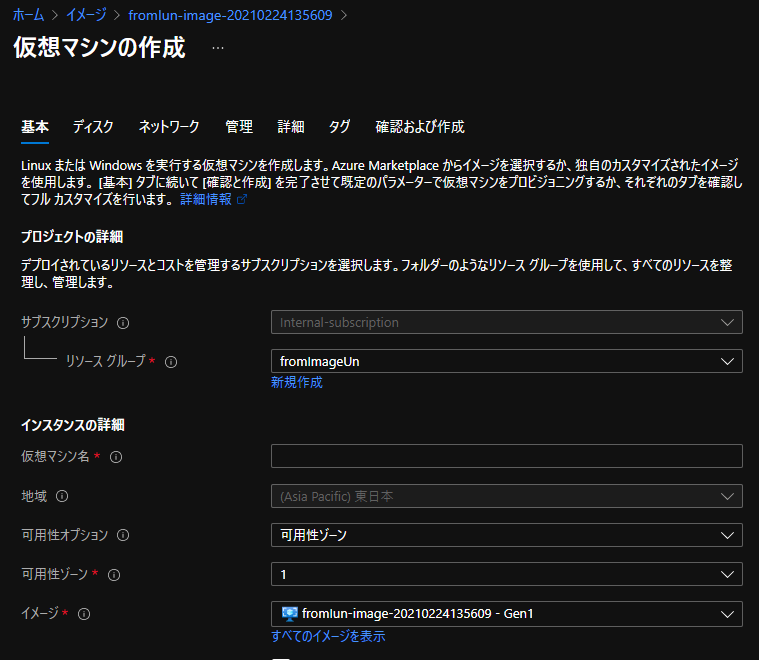 ホーム > イメージ > fromlun-image-20210224135609 >
仮想マシンの作成 ...
基本 ディスク ネットワーク 管理 詳細 タグ 確認および作成
Linux または Windows を実行する仮想マシンを作成します。Azure Marketplace からイメージを選択するか、独自のカスタマイズされたイメージ
を使用します。 [基本] タブに続いて [確認と作成] を完了させて既定のパラメーターで仮想マシンをプロビジョニングするか、それぞれのタブを確認し
てフル カスタマイズを行います。 詳細情報
プロジェクトの詳細
デプロイされているリソースとコストを管理するサブスクリプションを選択します。フォルダーのようなリソース グループを使用して、すべてのリソースを整
理し、管理します。
サブスクリプション Internal-subscription
リソース グループ * fromImageUn
新規作成
インスタンスの詳細
仮想マシン名 *
地域 (Asia Pacific) 東日本
可用性オプション 可用性ゾーン
可用性ゾーン * 1
イメージ * fromlun-image-20210224135609 - Gen1
すべてのイメージを表示